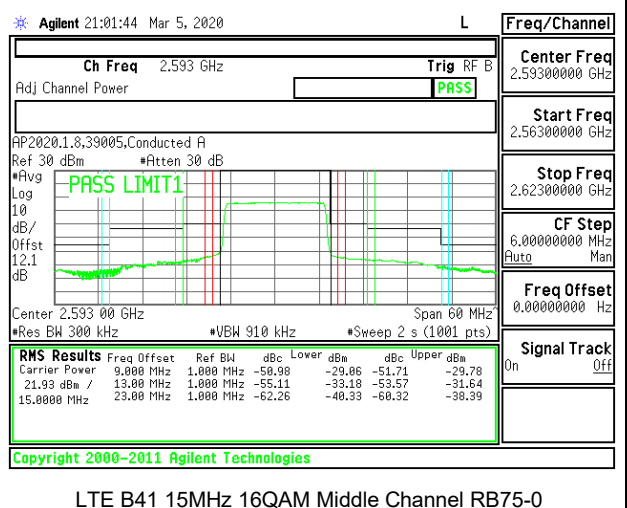 Agilent 21:01:44 Mar 5, 2020 L
Ch Freq 2.593 GHz Trig RF B
Adj Channel Power PASS
AP2020.1.8,39005,Conducted A
Ref 30 dBm #Atten 30 dB
#Avg
Log
10
dB/
Offst
12.1
dB
PASS LIMIT1
Center 2.593 00 GHz Span 60 MHz^
#Res BW 300 kHz #VBW 910 kHz #Sweep 2 s (1001 pts)
RMS Results Freq Offset Ref BW dBc Lower dBm dBc Upper dBm
Carrier Power 9.000 MHz 1.000 MHz -50.98 -29.06 -51.71 -29.78
21.93 dBm / 13.00 MHz 1.000 MHz -55.11 -33.18 -53.57 -31.64
15.0000 MHz 23.00 MHz 1.000 MHz -62.26 -40.33 -60.32 -38.39
Copyright 2000-2011 Agilent Technologies
Freq/Channel
Center Freq
2.59300000 GHz
Start Freq
2.56300000 GHz
Stop Freq
2.62300000 GHz
CF Step
6.00000000 MHz
Auto Man
Freq Offset
0.00000000 Hz
Signal Track
On Off
LTE B41 15MHz 16QAM Middle Channel RB75-0